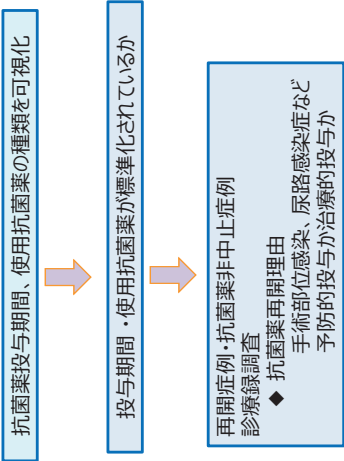 抗菌薬投与期間、使用抗菌薬の種類を可視化
投与期間・使用抗菌薬が標準化されているか
再開症例・抗菌薬非中止症例
診療録調査
◆ 抗菌薬再開理由
手術部位感染、尿路感染症など
予防的投与か治療的投与か